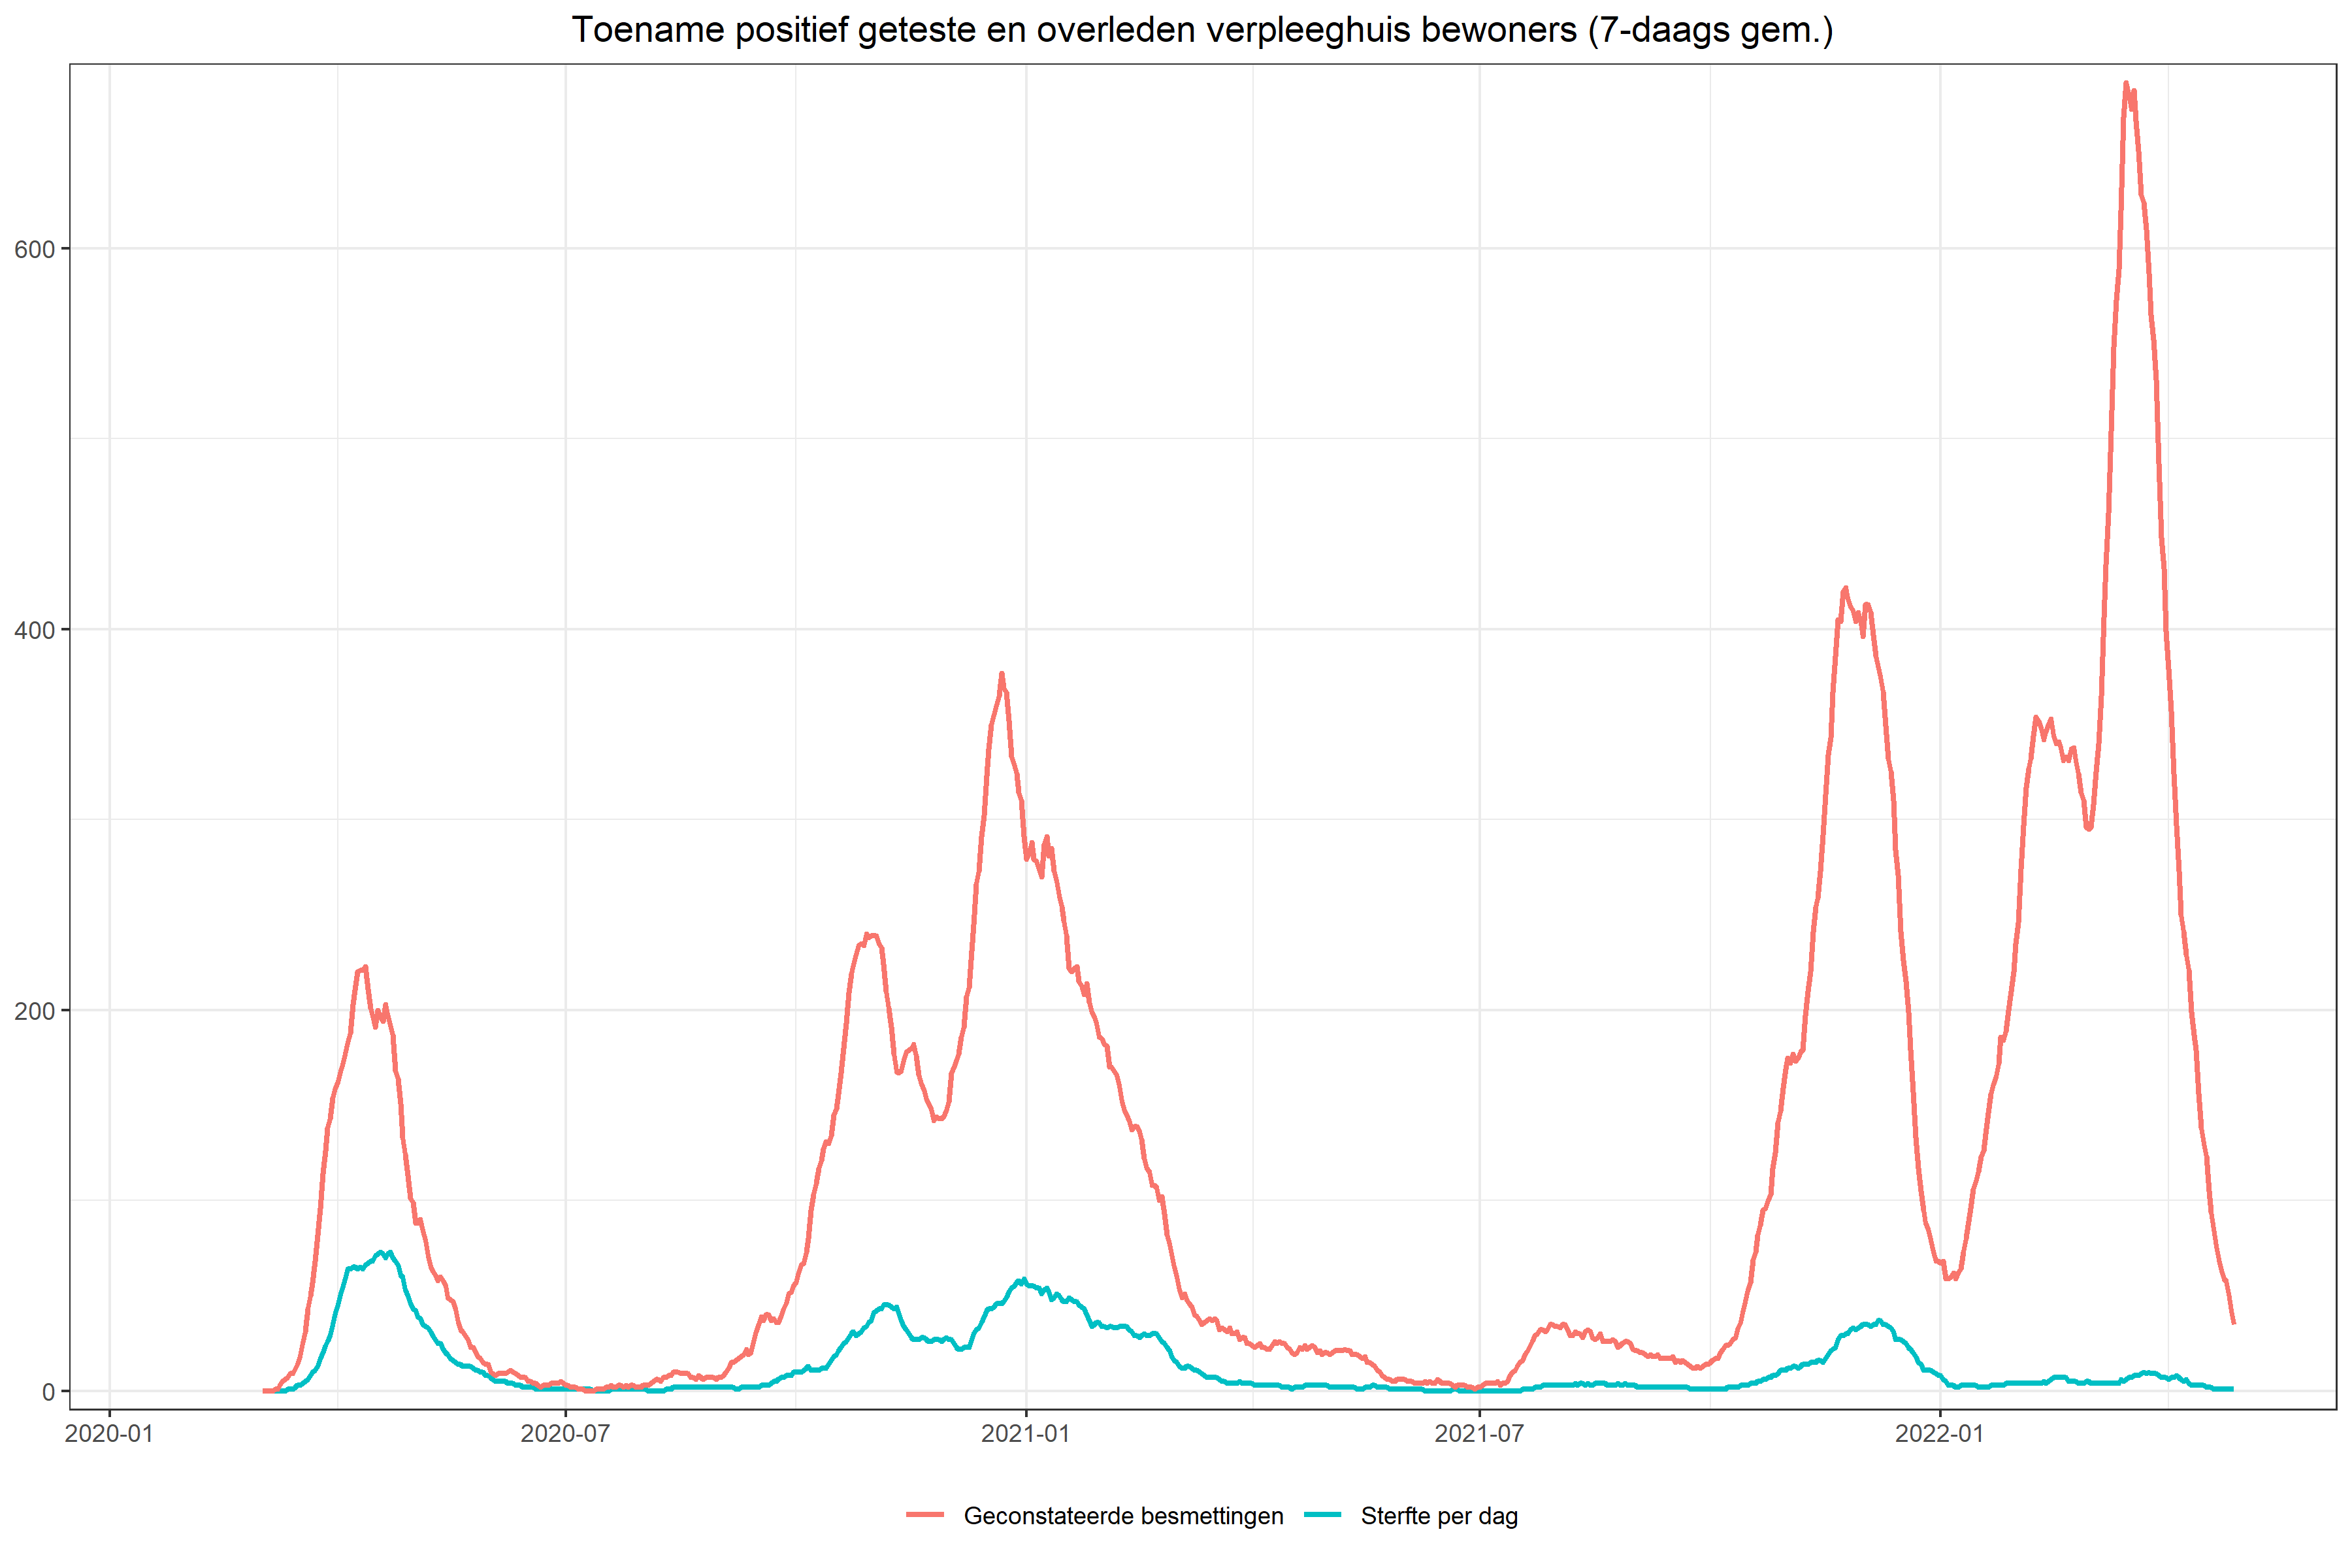 Toename positief geteste en overleden verpleeghuis bewoners (7-daags gem.)
600
400
200
0
2020-01 2020-07 2021-01 2021-07 2022-01
Geconstateerde besmettingen Sterfte per dag